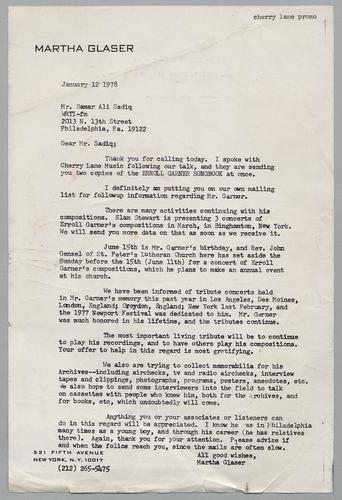 cherry lane promo
MARTHA GLASER
January 12 1978
Mr. Samar Ali Sadiq
WRTI-fm
2013 N. 13th Street
Philadelphia, Pa. 19122
Dear Mr. Sadiq;
Thank you for calling today. I spoke with
Cherry Lane Music following our talk, and they are sending
you two copies of the ERROLL GARNER SONGBOOK at once.
I definitely am putting you on our own mailing
list for followup information regarding Mr. Garner.
There are many activities continuing with his
compositions. Slam Stewart is presenting 3 concerts of
Erroll Garner's compositions in March, in Binghamton, New York.
We will send you more data on that as soon as we receive it.
June 15th is Mr. Garner's birthday, and Rev. John
Gensel of St. Peter's Lutheran Church here has set aside the
Sunday before the 15th (June 11th) for a concert of Erroll
Garner's compositions, which he plans to make an annual event
at his church.
We have been informed of tribute concerts held
in Mr. Garner's memory this past year in Los Angeles, Des Moines,
London, England; Croydon, England; New York last February, and
the 1977 Newport Festival was dedicated to him. Mr. Garner
was much honored in his lifetime, and the tributes continue.
The most important living tribute will be to continue
to play his recordings, and to have others play his compositions.
Your offer to help in this regard is most gratifying.
We also are trying to collect memorabilia for his
Archives--including airchecks, tv and radio airchecks, interview
tapes and clippings, photographs, programs, posters, anecdotes, etc.
We also hope to send some interviewers into the field to talk
on cassettes with people who knew him, both for the Archives, and
for books, etc, which undoubtedly will come.
Anything you or your associates or listeners can
do in this regard will be appreciated. I know he was in Philadelphia
many times as a young boy, and through his career (he has relatives
there). Again, thank you for your attention. Please advise if
and when the folios reach you, since the mails are often slow.
All good wishes,
Martha Glaser
521 FIFTH AVENUE
NEW YORK, N.Y. 10017
(212) 265-5475